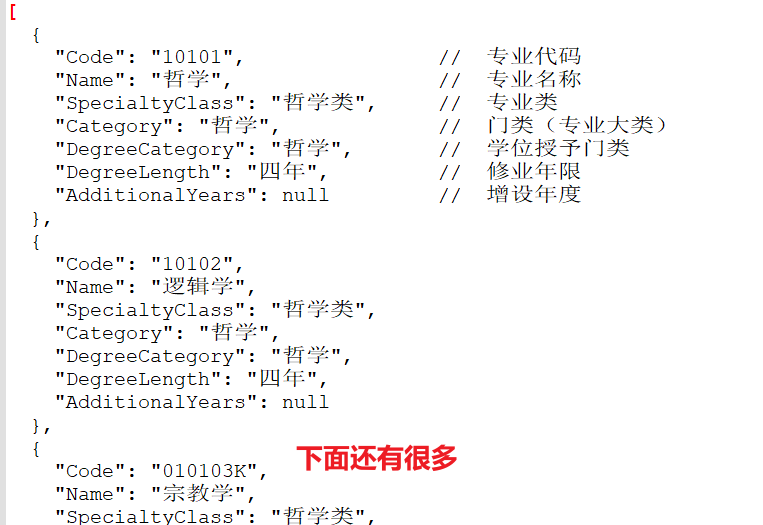 [
{
"Code": "10101", // 专业代码
"Name": "哲学", // 专业名称
"SpecialtyClass": "哲学类", // 专业类
"Category": "哲学", // 门类（专业大类）
"DegreeCategory": "哲学", // 学位授予门类
"DegreeLength": "四年", // 修业年限
"AdditionalYears": null // 增设年度
},
{
"Code": "10102",
"Name": "逻辑学",
"SpecialtyClass": "哲学类",
"Category": "哲学",
"DegreeCategory": "哲学",
"DegreeLength": "四年",
"AdditionalYears": null
},
{
下面还有很多
"Code": "010103K",
"Name": "宗教学",
"SpecialtyClass": "哲学类",